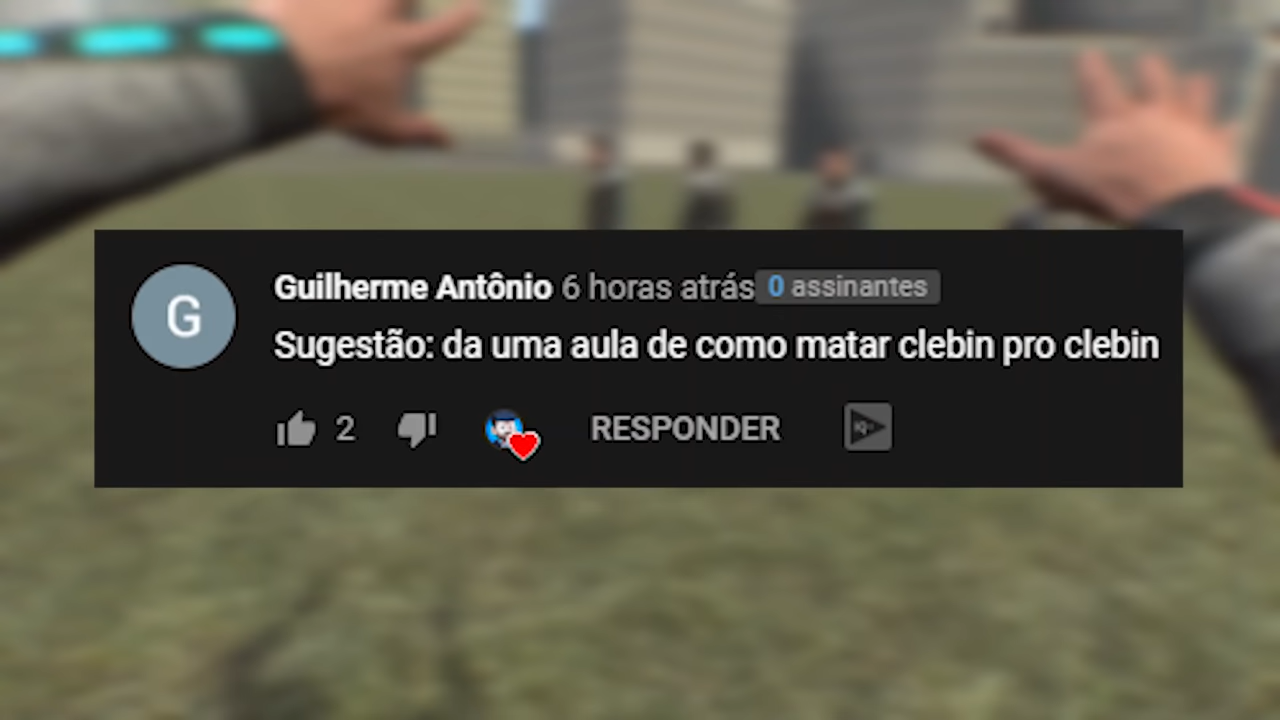 G
Guilherme Antônio 6 horas atrás 0 assinantes
Sugestão: da uma aula de como matar clebin pro clebin
2 RESPONDER